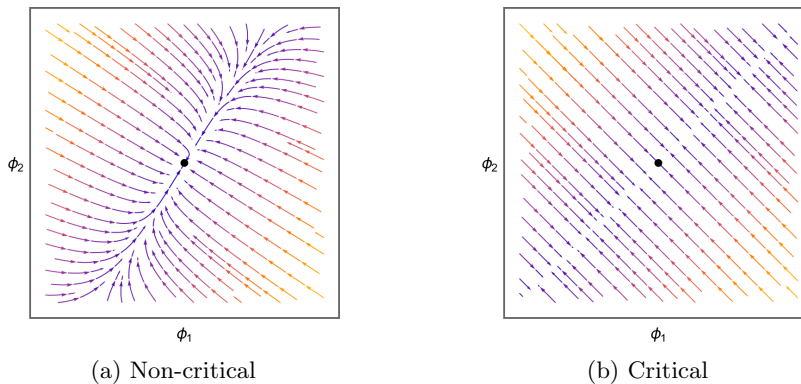 ϕ₂
ϕ₁
(a) Non-critical
ϕ₂
ϕ₁
(b) Critical